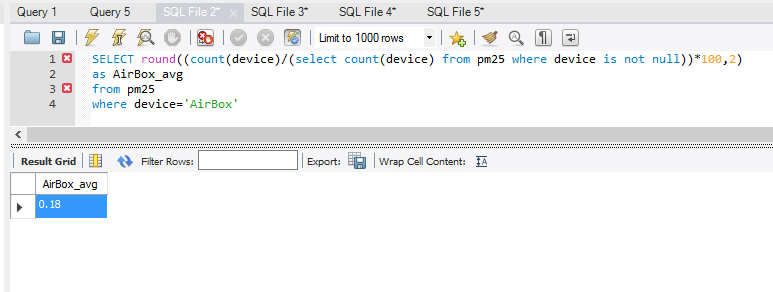 Query 1 Query 5 SQL File 2* SQL File 3* SQL File 4* SQL File 5*
Limit to 1000 rows
1 SELECT round((count(device)/(select count(device) from pm25 where device is not null))*100,2)
2 as AirBox_avg
3 from pm25
4 where device='AirBox'
Result Grid Filter Rows: Export: Wrap Cell Content: IA
AirBox_avg
0.18